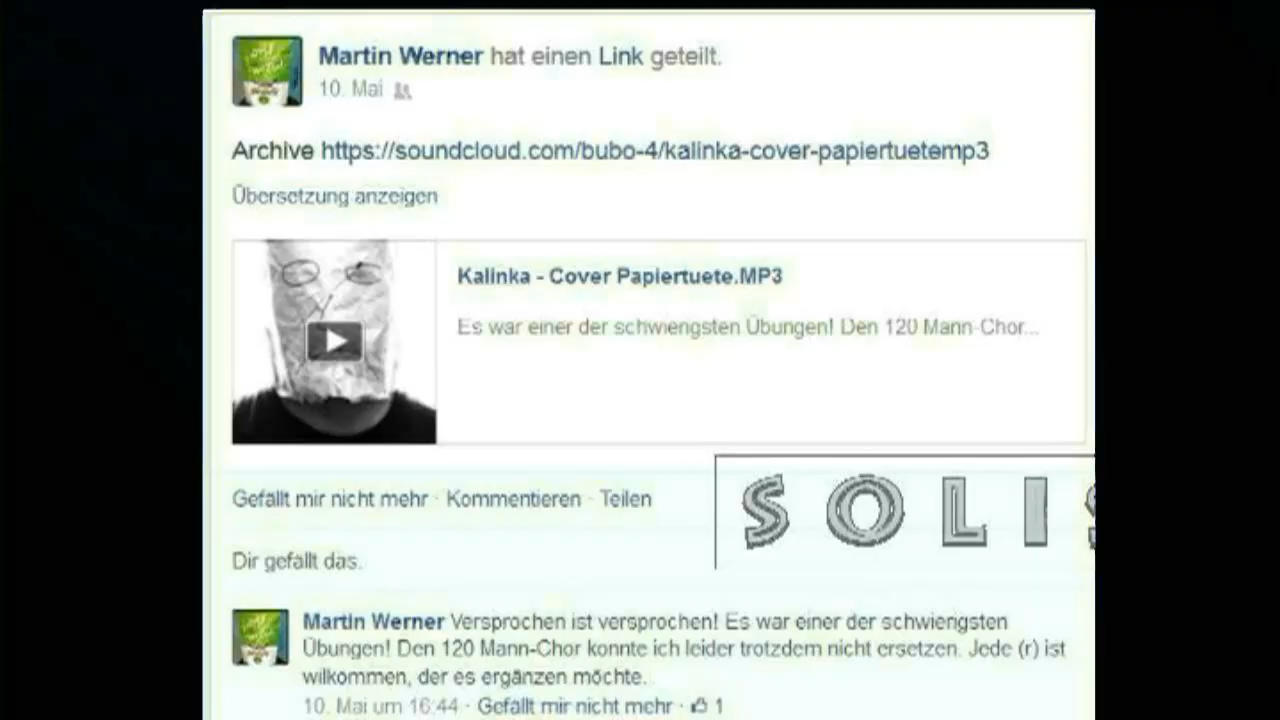 Martin Werner hat einen Link geteilt.
10. Mai
Archive https://soundcloud.com/bubo-4/kalinka-cover-papiertuetemp3
Übersetzung anzeigen
Kalinka - Cover Papiertuete.MP3
Es war einer der schwierigsten Übungen! Den 120 Mann-Chor...
Gefällt mir nicht mehr · Kommentieren · Teilen
SOLI
Dir gefällt das.
Martin Werner Versprochen ist versprochen! Es war einer der schwierigsten
Übungen! Den 120 Mann-Chor konnte ich leider trotzdem nicht ersetzen. Jede (r) ist
wilkommen, der es ergänzen möchte.
10. Mai um 16:44 · Gefällt mir nicht mehr · 1